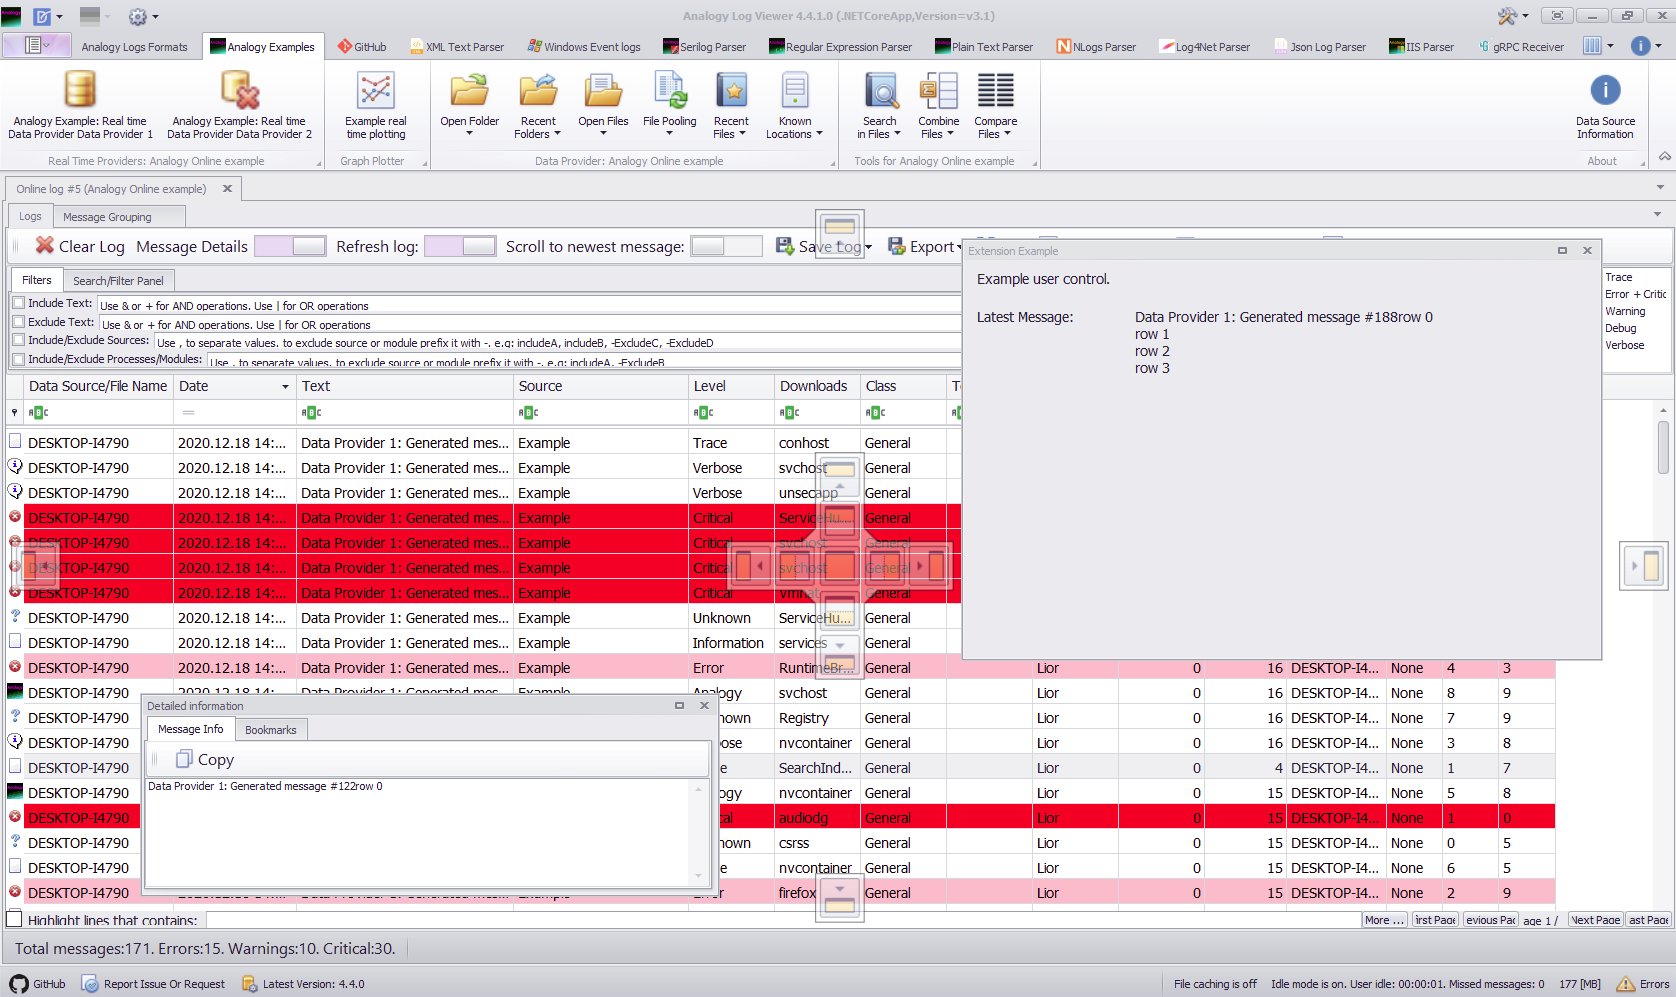 Analogy Log Viewer 4.4.1.0 (.NETCoreApp,Version=v3.1)
Analogy Logs Formats
Analogy Examples
GitHub
XML Text Parser
Windows Event logs
Serilog Parser
Regular Expression Parser
Plain Text Parser
NLogs Parser
Log4Net Parser
Json Log Parser
IIS Parser
gRPC Receiver
Analogy Example: Real time Data Provider Data Provider 1
Analogy Example: Real time Data Provider Data Provider 2
Example real time plotting
Open Folder
Recent Folders
Open Files
File Pooling
Recent Files
Known Locations
Search in Files
Combine Files
Compare Files
Data Source Information
Real Time Providers: Analogy Online example
Graph Plotter
Data Provider: Analogy Online example
Tools for Analogy Online example
About
Online log #5 (Analogy Online example)
Logs
Message Grouping
Clear Log
Message Details
Refresh log:
Scroll to newest message:
Save Log
Export
Filters
Search/Filter Panel
Include Text: Use & or + for AND operations. Use | for OR operations
Exclude Text: Use & or + for AND operations. Use | for OR operations
Include/Exclude Sources: Use , to separate values. to exclude source or module prefix it with -. e.g: includeA, includeB, -ExcludeC, -ExcludeD
Include/Exclude Processes/Modules: Use , to separate values. to exclude source or module prefix it with -. e.g: includeA, -ExcludeB
Extension Example
Example user control.
Latest Message: Data Provider 1: Generated message #188row 0
row 1
row 2
row 3
Trace
Error + Critic
Warning
Debug
Verbose
Data Source/File Name Date Text Source Level Downloads Class
DESKTOP-I4790 2020.12.18 14:... Data Provider 1: Generated mes... Example Trace conhost General
DESKTOP-I4790 2020.12.18 14:... Data Provider 1: Generated mes... Example Verbose svchost General
DESKTOP-I4790 2020.12.18 14:... Data Provider 1: Generated mes... Example Verbose unsecapp General
DESKTOP-I4790 2020.12.18 14:... Data Provider 1: Generated mes... Example Critical ServiceHu... General
DESKTOP-I4790 2020.12.18 14:... Data Provider 1: Generated mes... Example Critical svchost General
DESKTOP-I4790 2020.12.18 14:... Data Provider 1: Generated mes... Example Critical svchost General
DESKTOP-I4790 2020.12.18 14:... Data Provider 1: Generated mes... Example Critical vmnat General
DESKTOP-I4790 2020.12.18 14:... Data Provider 1: Generated mes... Example Unknown ServiceHu... General
DESKTOP-I4790 2020.12.18 14:... Data Provider 1: Generated mes... Example Information services General
DESKTOP-I4790 2020.12.18 14:... Data Provider 1: Generated mes... Example Error RuntimeBr... General Lior 0 16 DESKTOP-I4... None 4 3
DESKTOP-I4790 2020.12.18 14:... Data Provider 1: Generated mes... Example Analogy svchost General Lior 0 16 DESKTOP-I4... None 8 9
DESKTOP-I4790 nown Registry General Lior 0 16 DESKTOP-I4... None 7 9
DESKTOP-I4790 ose nvcontainer General Lior 0 16 DESKTOP-I4... None 3 8
DESKTOP-I4790 e SearchInd... General Lior 0 4 DESKTOP-I4... None 1 7
DESKTOP-I4790 ogy nvcontainer General Lior 0 15 DESKTOP-I4... None 5 8
DESKTOP-I4790 cal audiodg General Lior 0 15 DESKTOP-I4... None 1 0
DESKTOP-I4790 nown csrss General Lior 0 15 DESKTOP-I4... None 0 5
DESKTOP-I4790 e nvcontainer General Lior 0 15 DESKTOP-I4... None 6 5
DESKTOP-I4790 r firefox General Lior 0 15 DESKTOP-I4... None 2 9
Detailed information
Message Info
Bookmarks
Copy
Data Provider 1: Generated message #122row 0
Highlight lines that contains:
More ...
irst Page
evious Pag
age 1 /
Next Page
ast Page
Total messages:171. Errors:15. Warnings:10. Critical:30.
GitHub
Report Issue Or Request
Latest Version: 4.4.0
File caching is off
Idle mode is on. User idle: 00:00:01. Missed messages: 0
177 [MB]
Errors